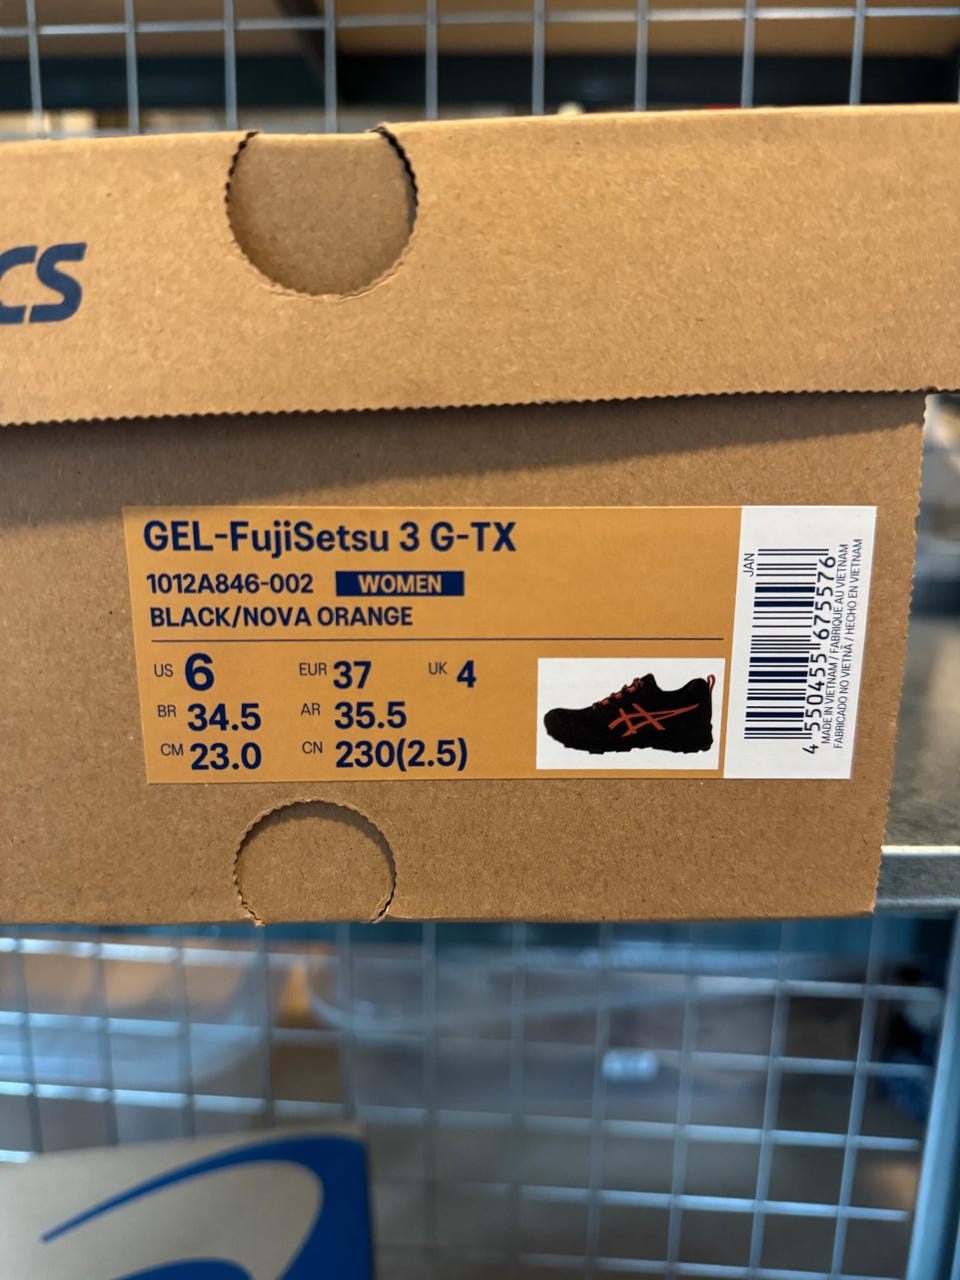 CS
GEL-FujiSetsu 3 G-TX
1012A846-002 WOMEN
BLACK/NOVA ORANGE
US 6 EUR 37 UK 4
BR 34.5 AR 35.5
CM 23.0 CN 230(2.5)
JAN
4 550455 675576
MADE IN VIETNAM / FABRIQUÉ AU VIETNAM
FABRICADO NO VIETNÃ / HECHO EN VIETNAM